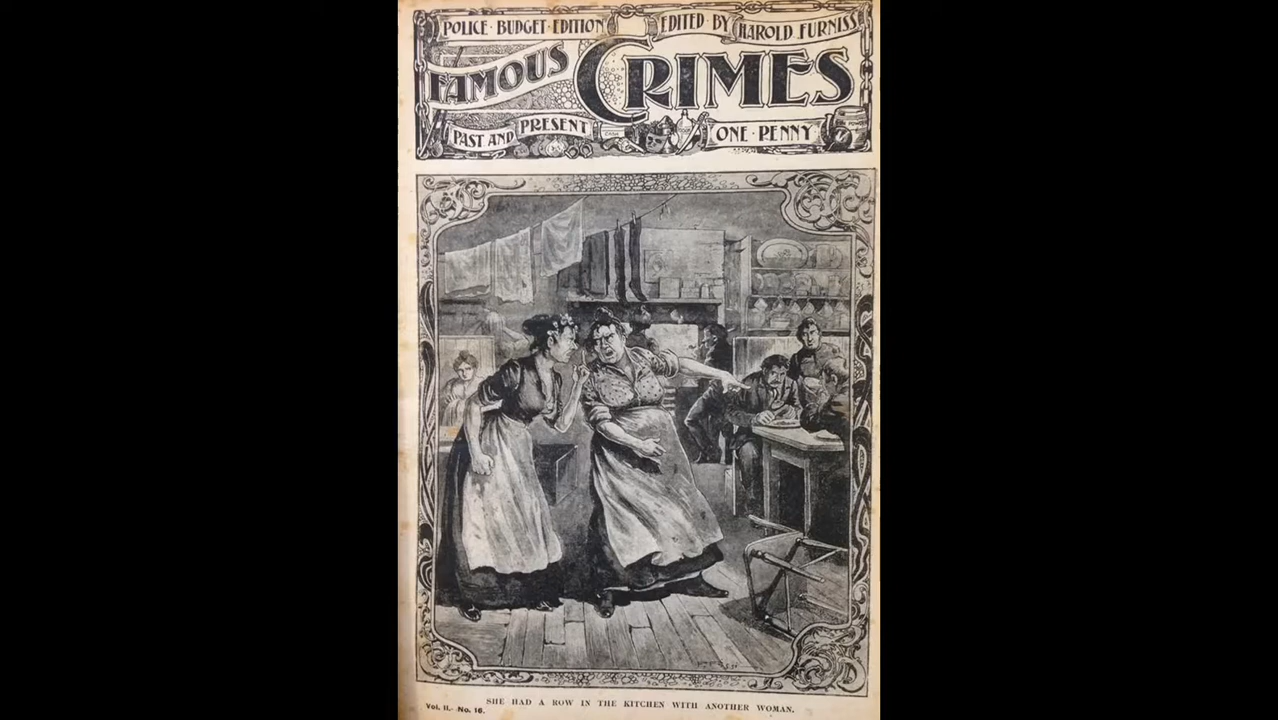 POLICE · BUDGET · EDITION
EDITED · BY HAROLD FURNISS
FAMOUS CRIMES
PAST AND PRESENT
ONE · PENNY
SHE HAD A ROW IN THE KITCHEN WITH ANOTHER WOMAN.
Vol. II.- No. 16.